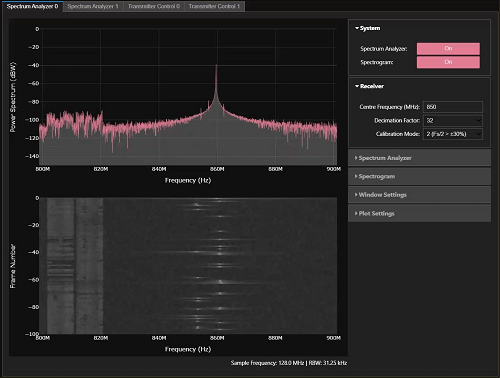 Spectrum Analyzer 0 Spectrum Analyzer 1 Transmitter Control 0 Transmitter Control 1
System
Spectrum Analyzer: On
Spectrogram: On
Receiver
Centre Frequency (MHz): 850
Decimation Factor: 32
Calibration Mode: 2 (Fs/2 > ±30%)
Spectrum Analyzer
Spectrogram
Window Settings
Plot Settings
Power Spectrum (dBW)
0
−20
−40
−60
−80
−100
−120
−140
800M 820M 840M 860M 880M 900M
Frequency (Hz)
Frame Number
0
−20
−40
−60
−80
−100
800M 820M 840M 860M 880M 900M
Frequency (Hz)
Sample Frequency: 128.0 MHz | RBW: 31.25 kHz